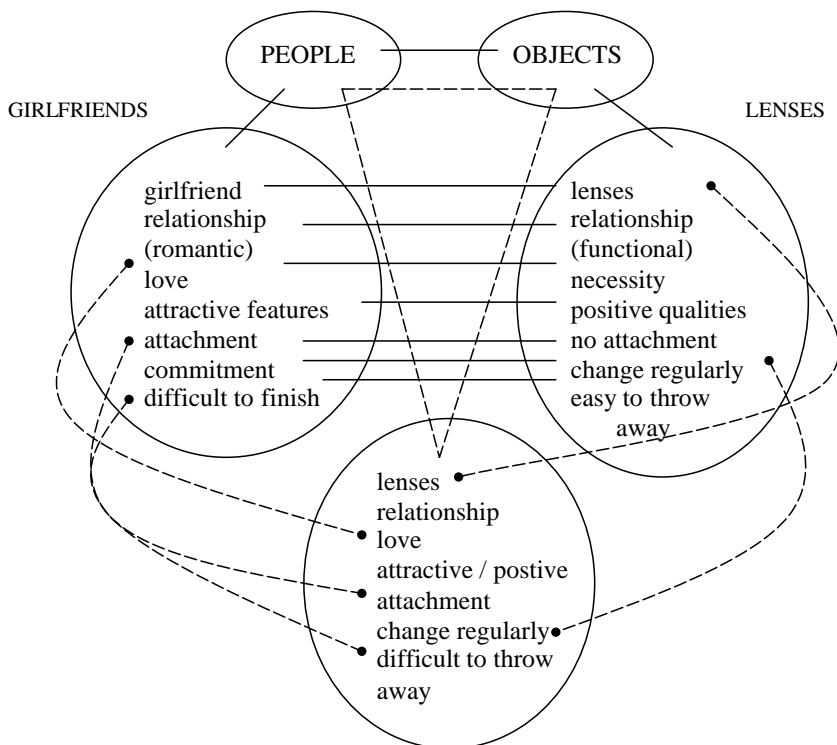 PEOPLE
OBJECTS
GIRLFRIENDS
LENSES
girlfriend
relationship
(romantic)
love
attractive features
attachment
commitment
difficult to finish
lenses
relationship
(functional)
necessity
positive qualities
no attachment
change regularly
easy to throw
away
lenses
relationship
love
attractive / postive
attachment
change regularly
difficult to throw
away